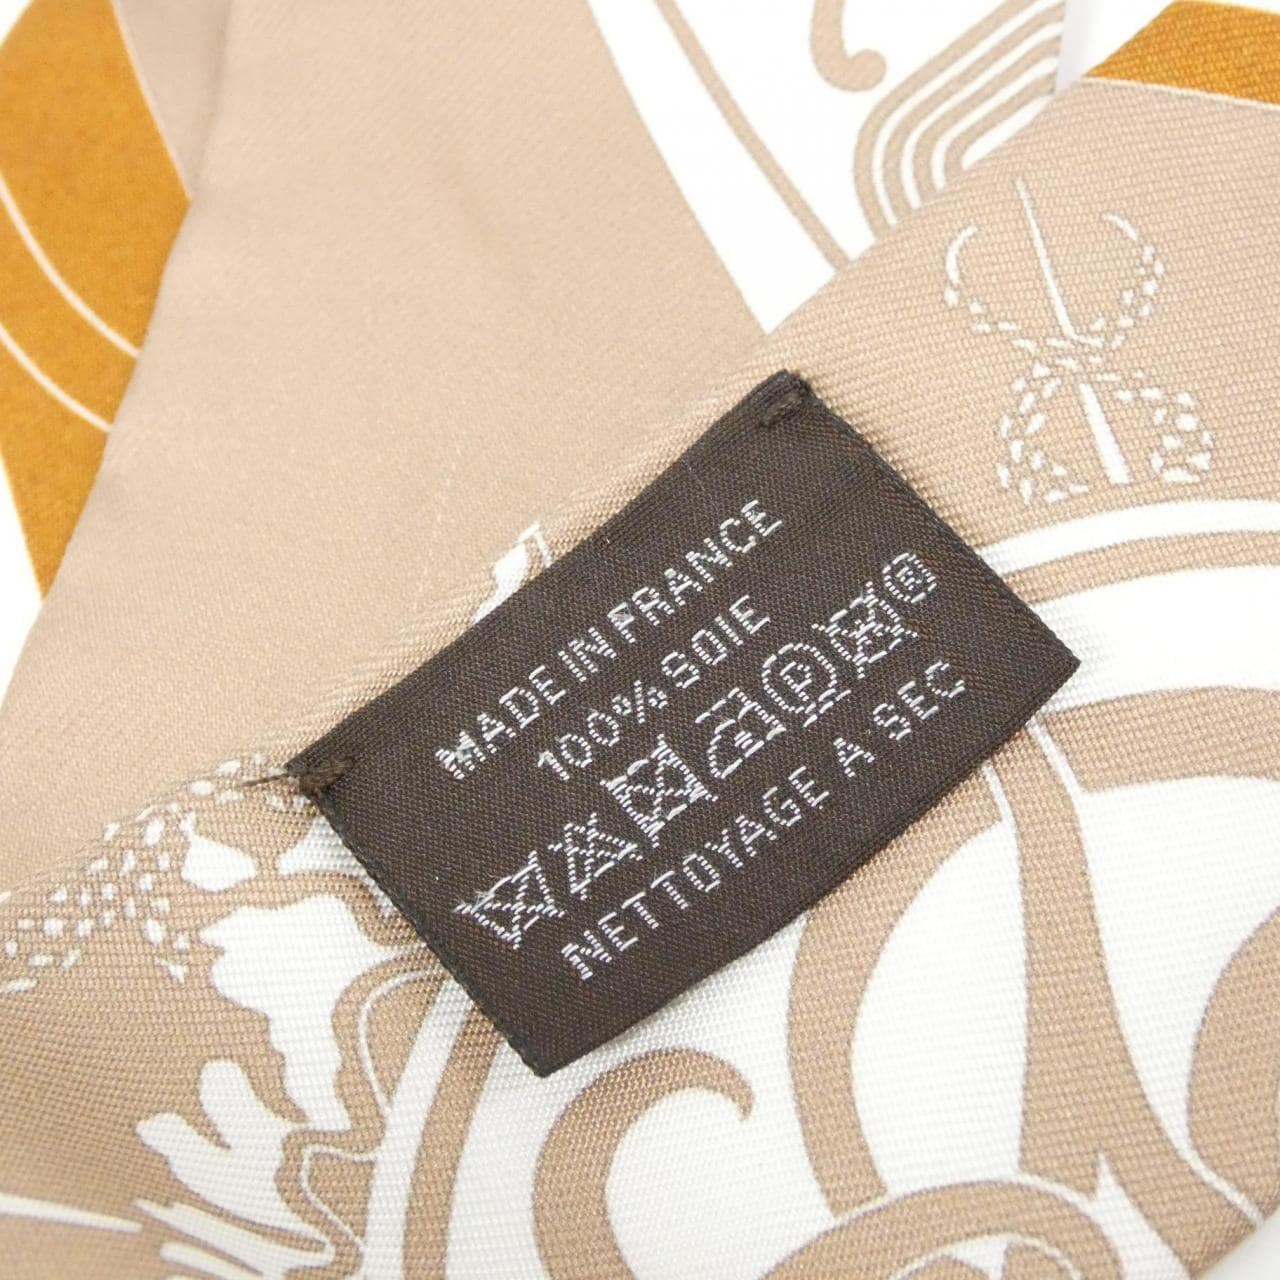 MADE IN FRANCE
100% SOIE
P ®
NETTOYAGE A SEC